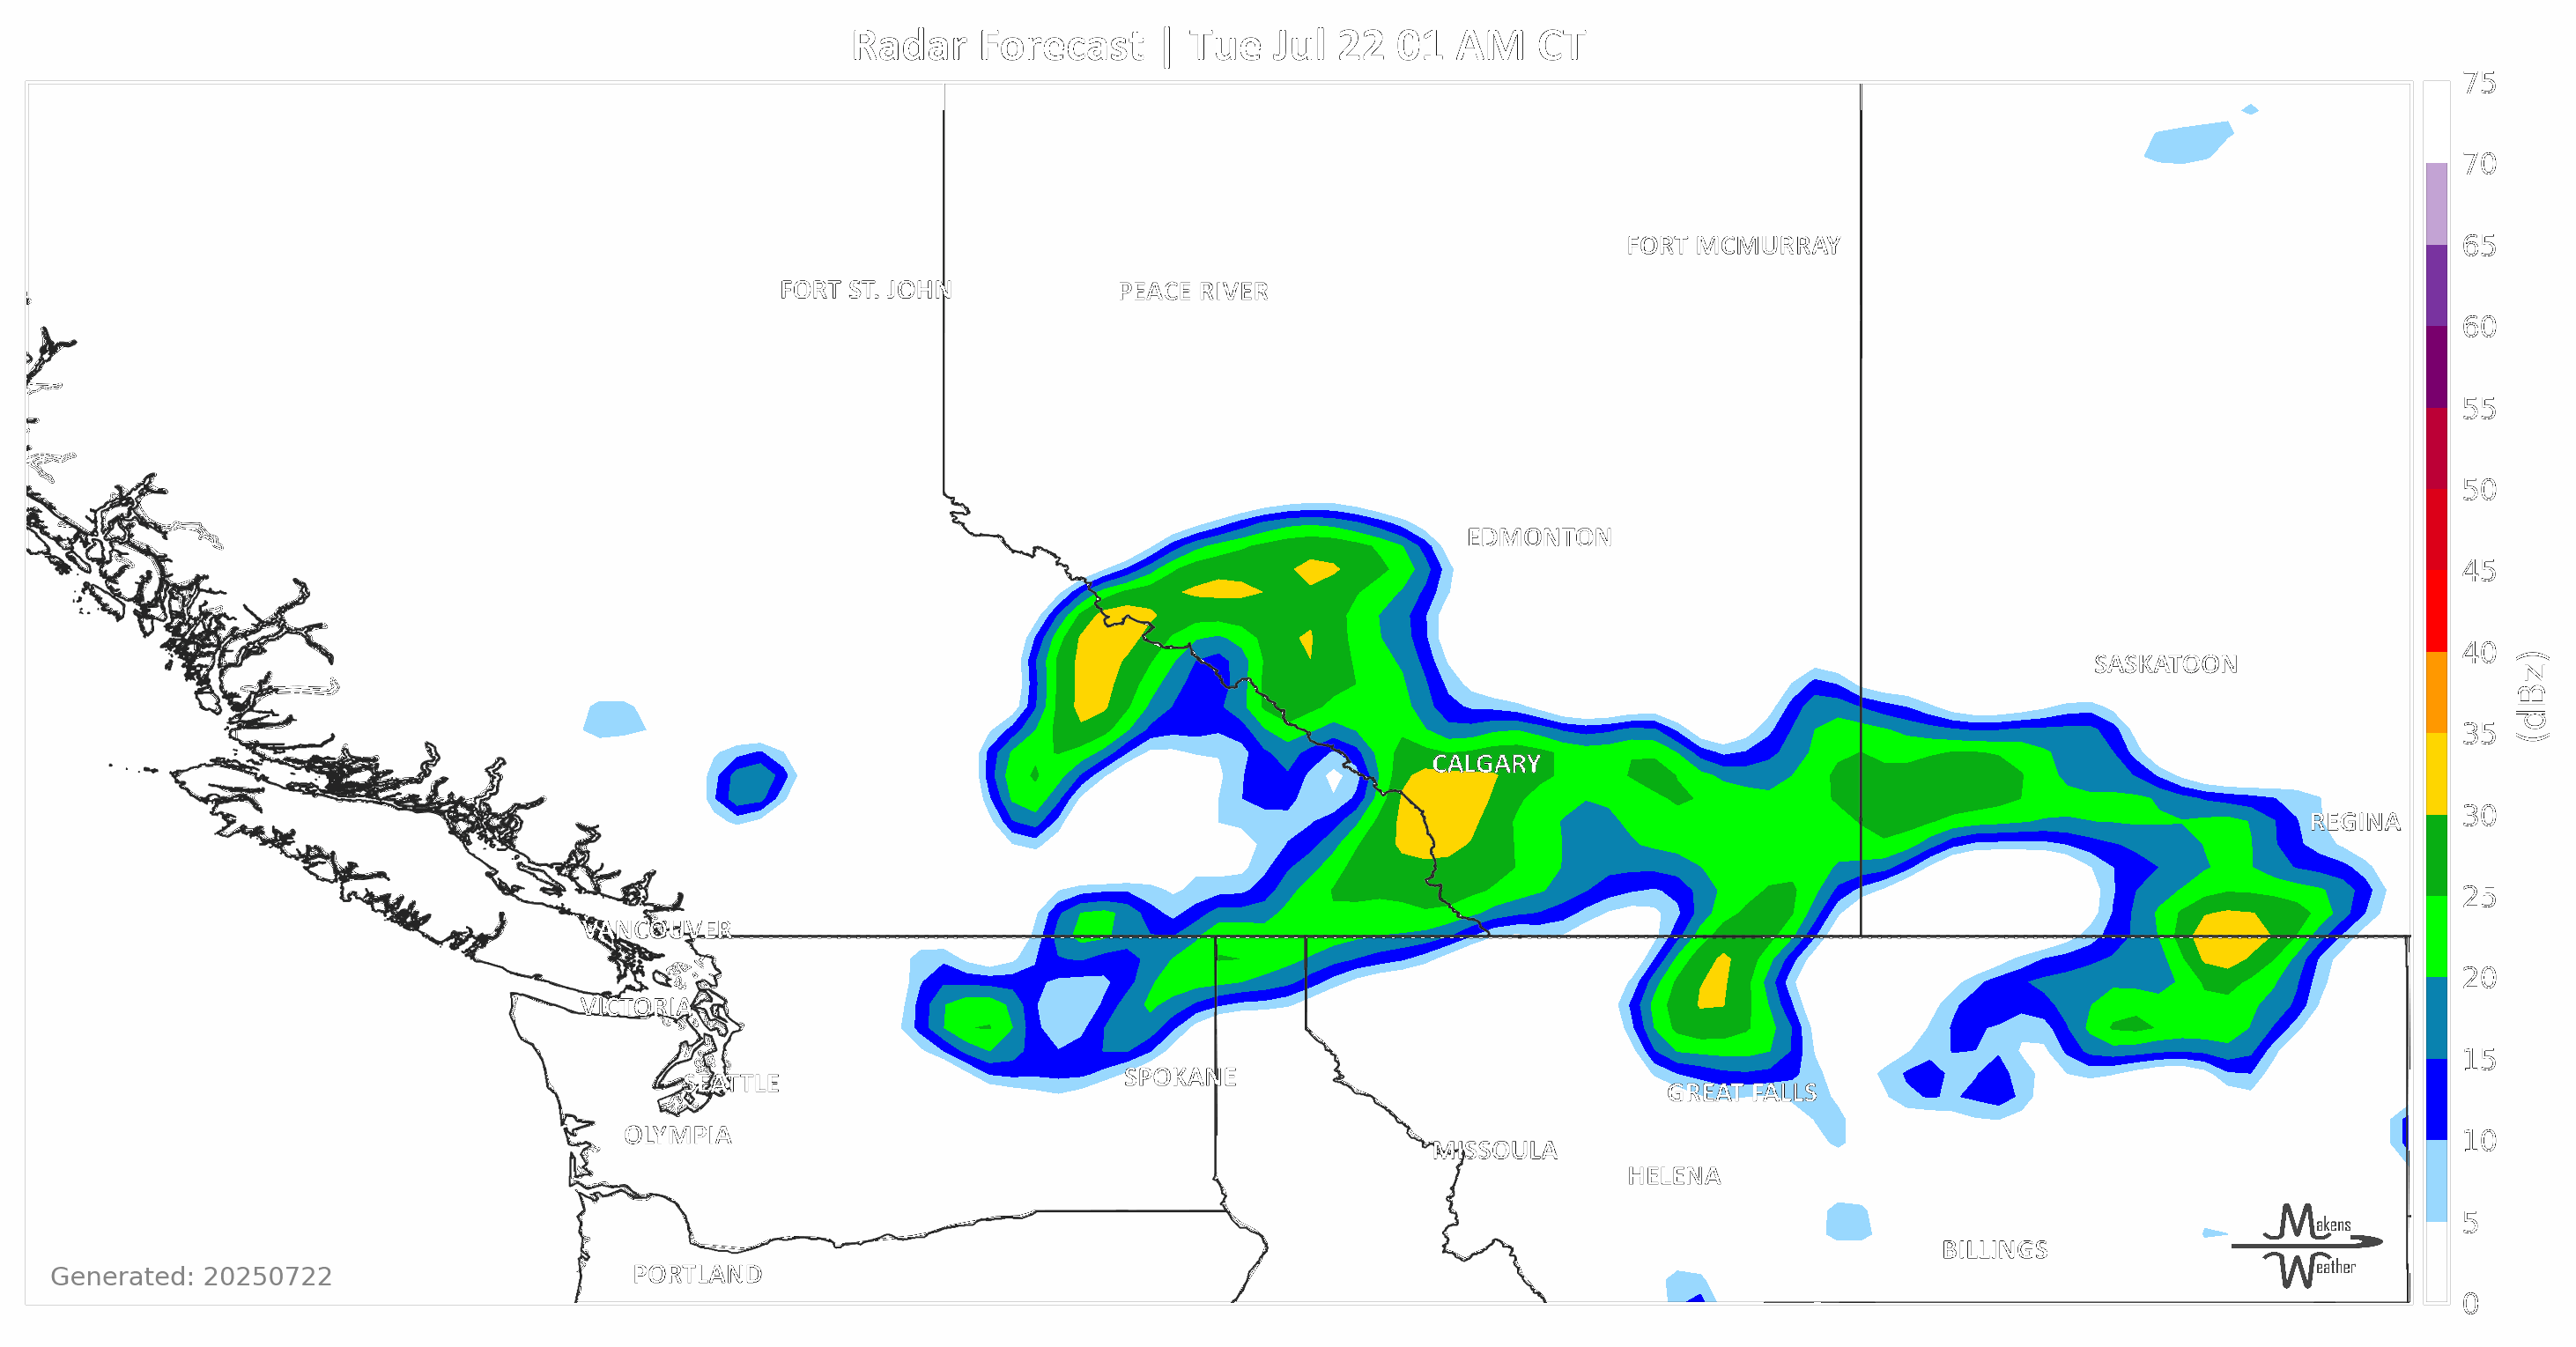 Radar Forecast | Tue Jul 22 01 AM CT
75
70
FORT MCMURRAY
65
FORT ST. JOHN
PEACE RIVER
60
55
50
EDMONTON
45
40
SASKATOON
(dBz)
35
CALGARY
30
REGINA
25
VANCOUVER
20
VICTORIA
15
SPOKANE
SEATTLE
GREAT FALLS
10
OLYMPIA
MISSOULA
HELENA
5
Makens
Weather
BILLINGS
PORTLAND
Generated: 20250722
0